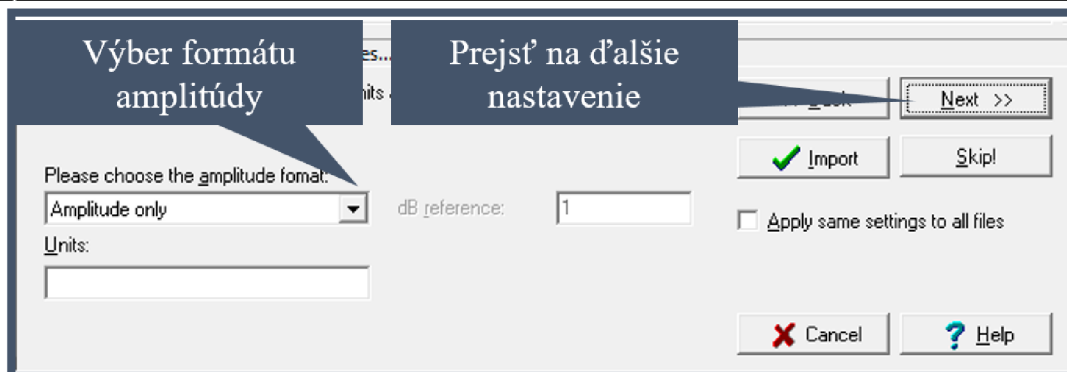 Výber formátu
amplitúdy
Prejsť na ďalšie
nastavenie
Next >>
Import
Skip!
Please choose the amplitude fomat:
Amplitude only
dB reference:
1
Apply same settings to all files
Units:
Cancel
Help